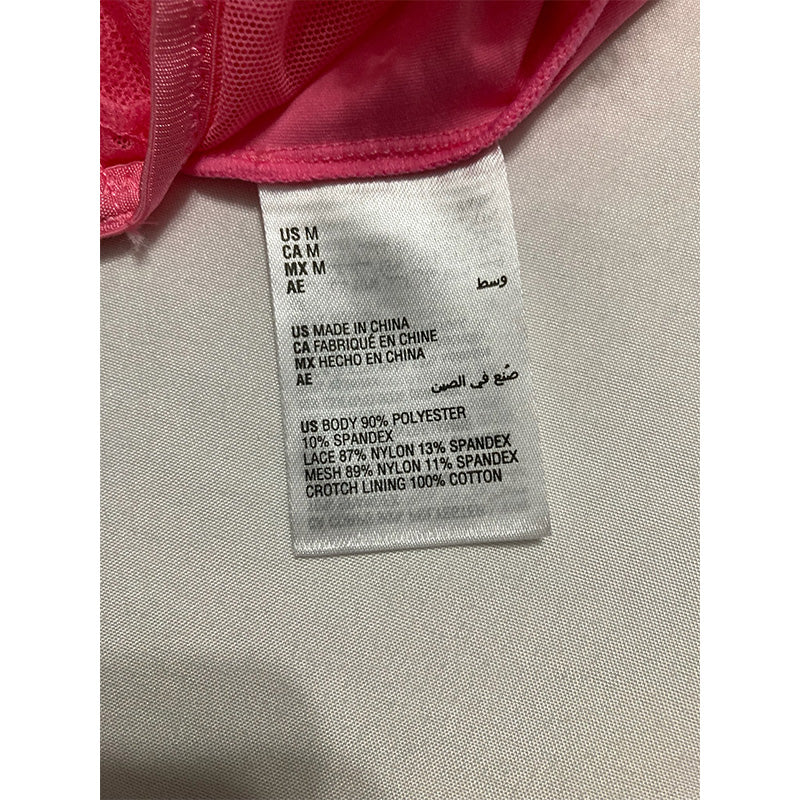 US M
CA M
MX M
AE وسط
US MADE IN CHINA
CA FABRIQUÉ EN CHINE
MX HECHO EN CHINA
AE صُنع في الصين
US BODY 90% POLYESTER
10% SPANDEX
LACE 87% NYLON 13% SPANDEX
MESH 89% NYLON 11% SPANDEX
CROTCH LINING 100% COTTON